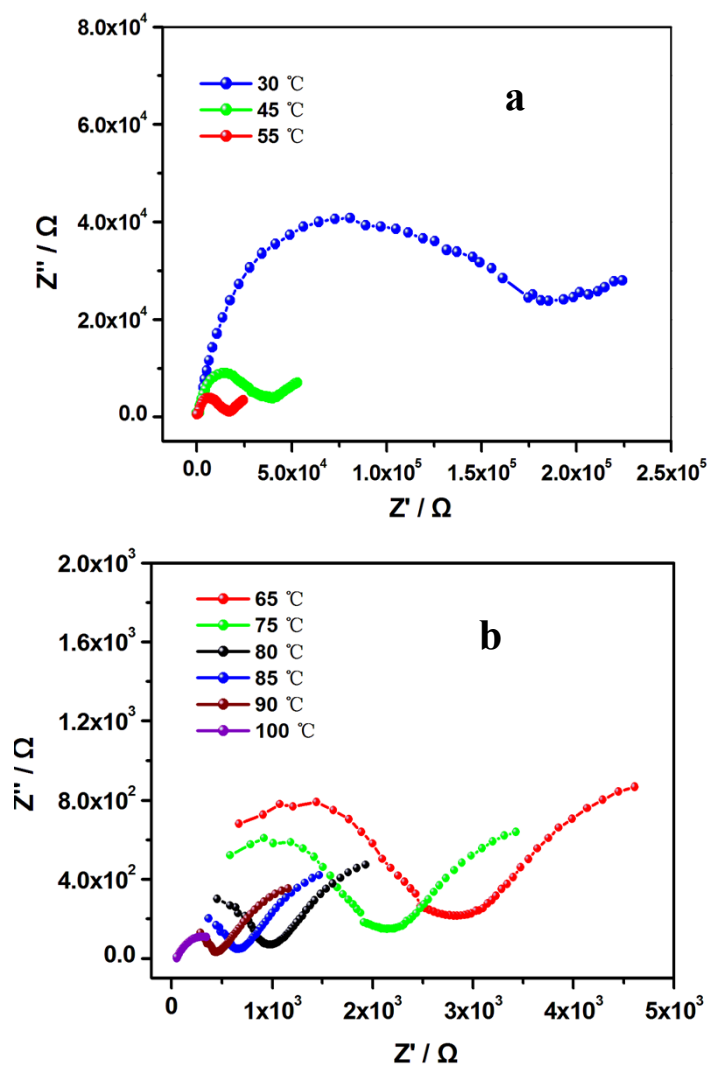 8.0x10⁴
6.0x10⁴
4.0x10⁴
2.0x10⁴
0.0
Z'' / Ω
30 ℃
45 ℃
55 ℃
a
0.0
5.0x10⁴
1.0x10⁵
1.5x10⁵
2.0x10⁵
2.5x10⁵
Z' / Ω
2.0x10³
1.6x10³
1.2x10³
8.0x10²
4.0x10²
0.0
Z'' / Ω
65 ℃
75 ℃
80 ℃
85 ℃
90 ℃
100 ℃
b
0
1x10³
2x10³
3x10³
4x10³
5x10³
Z' / Ω